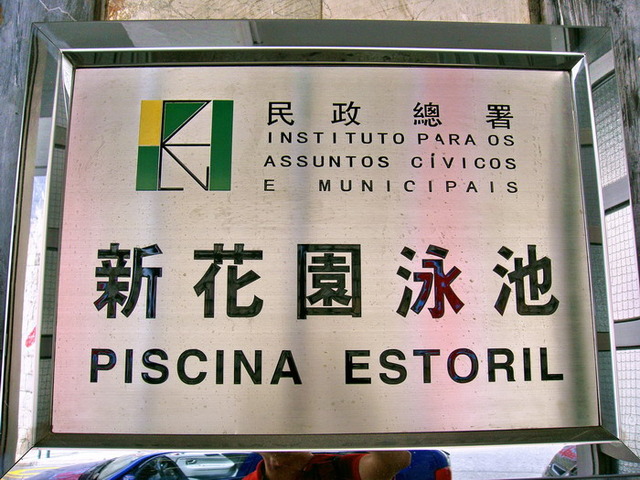 民政總署
INSTITUTO PARA OS
ASSUNTOS CÍVICOS
E MUNICIPAIS
新花園泳池
PISCINA ESTORIL